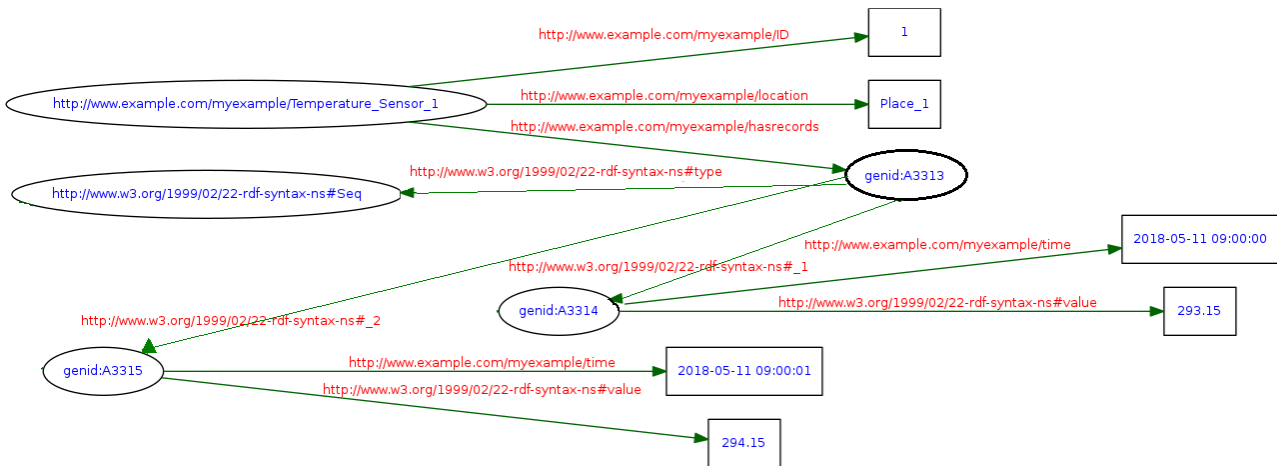 http://www.example.com/myexample/ID
1
http://www.example.com/myexample/Temperature_Sensor_1
http://www.example.com/myexample/location
Place_1
http://www.example.com/myexample/hasrecords
http://www.w3.org/1999/02/22-rdf-syntax-ns#type
genid:A3313
http://www.w3.org/1999/02/22-rdf-syntax-ns#Seq
http://www.example.com/myexample/time
2018-05-11 09:00:00
http://www.w3.org/1999/02/22-rdf-syntax-ns#_1
http://www.w3.org/1999/02/22-rdf-syntax-ns#value
genid:A3314
293.15
http://www.w3.org/1999/02/22-rdf-syntax-ns#_2
http://www.example.com/myexample/time
genid:A3315
2018-05-11 09:00:01
http://www.w3.org/1999/02/22-rdf-syntax-ns#value
294.15